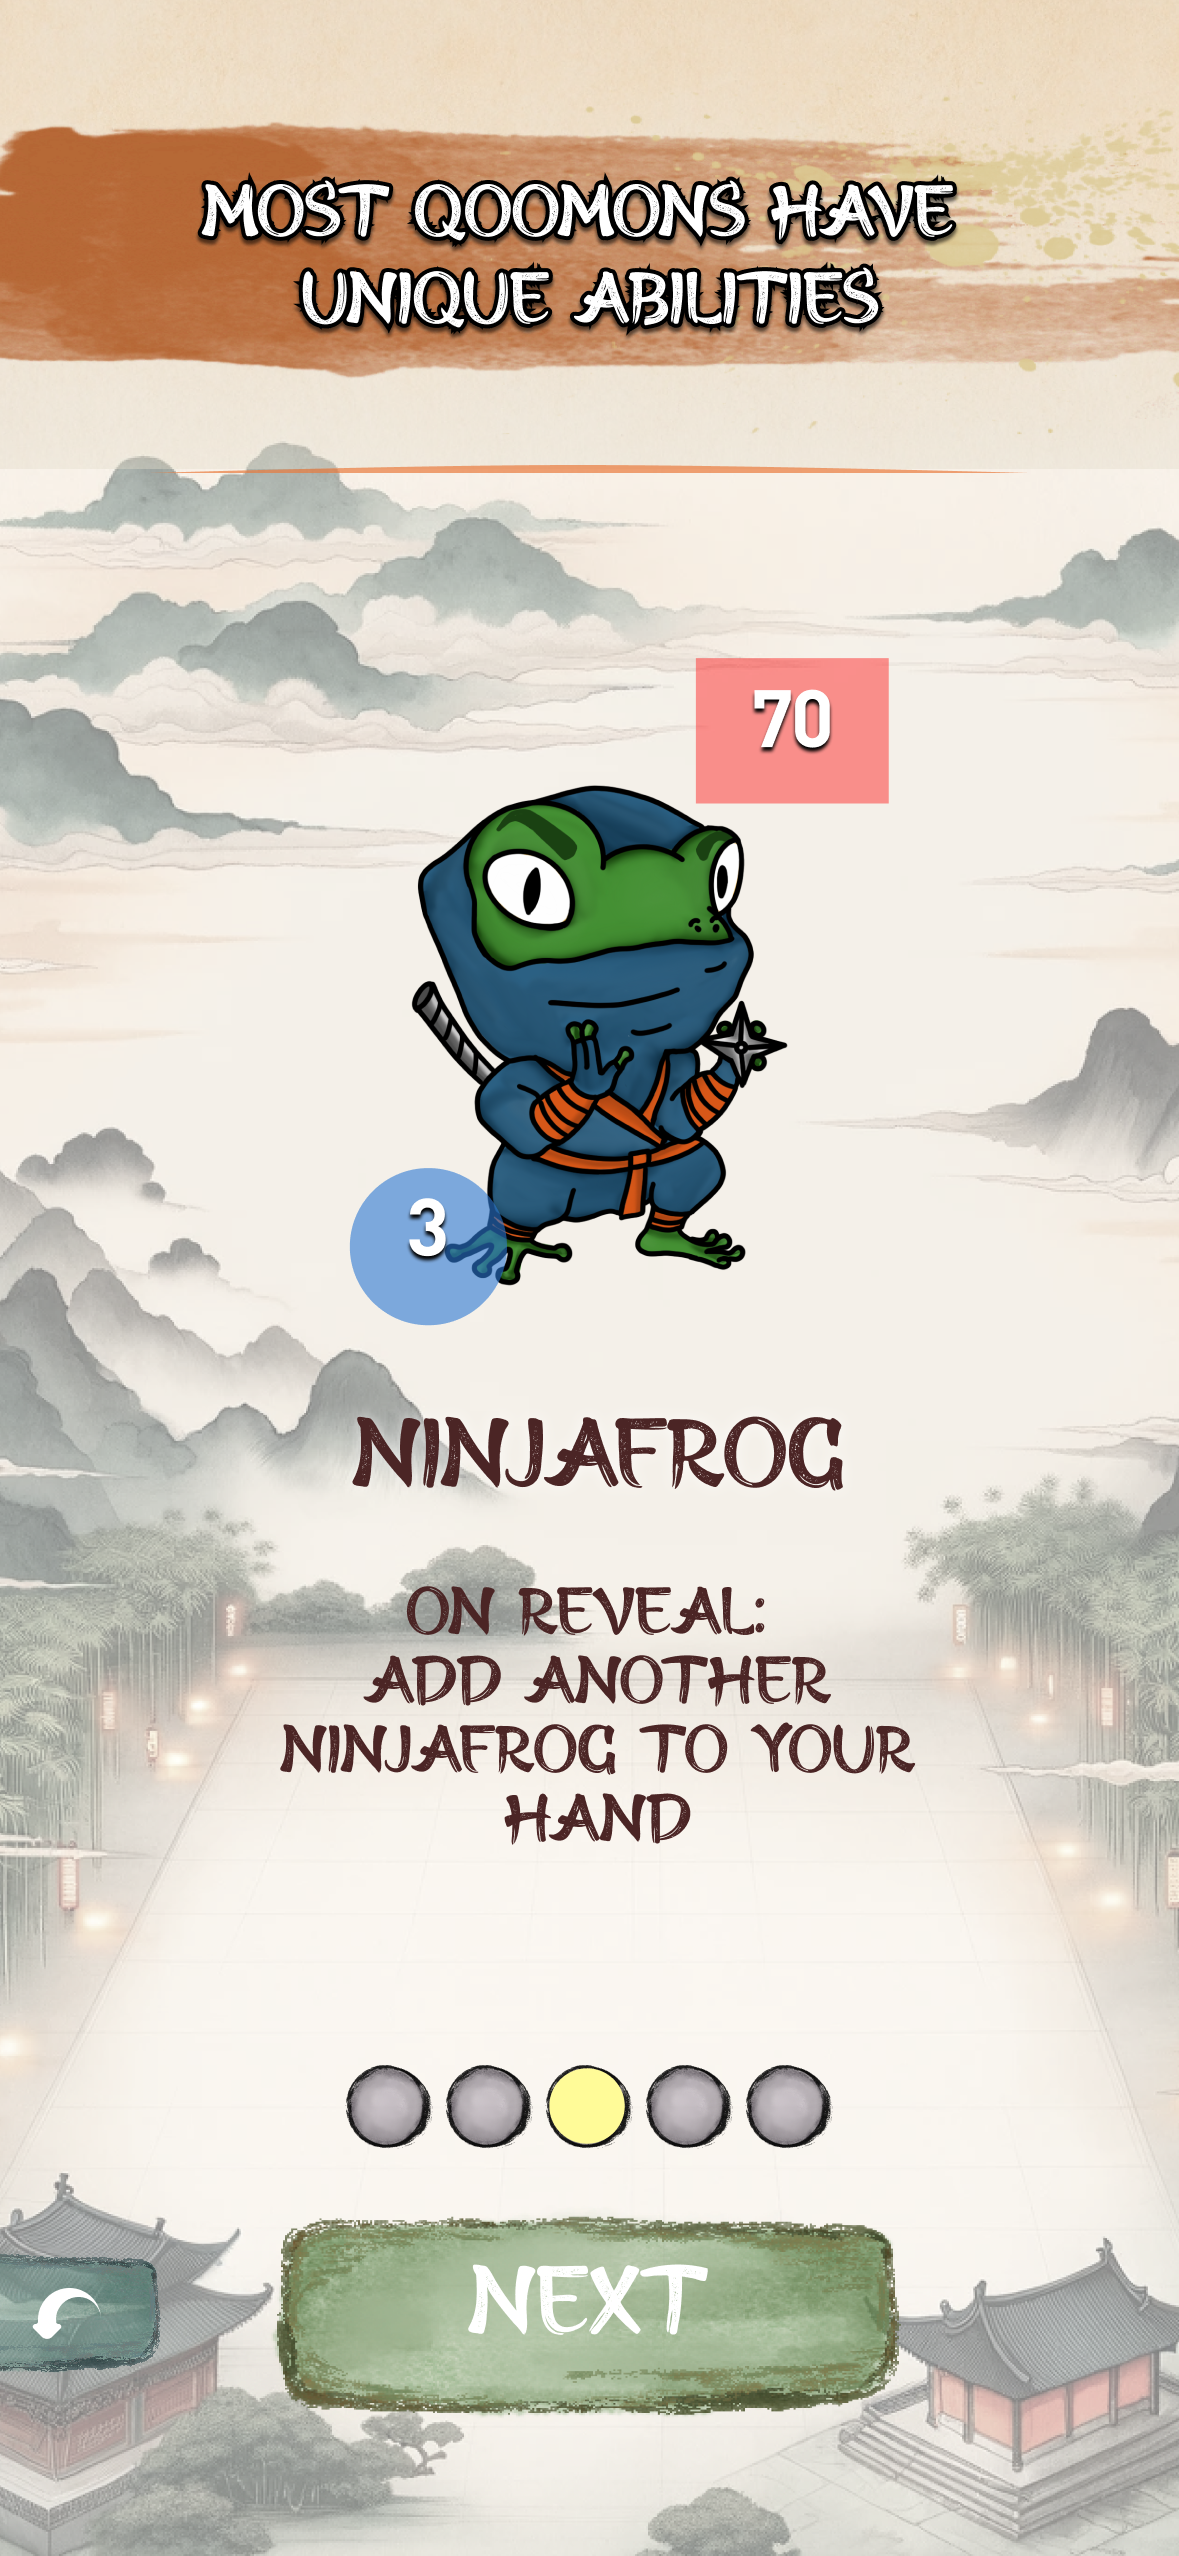 MOST QOOMONS HAVE
UNIQUE ABILITIES
70
3
NINJAFROG
ON REVEAL:
ADD ANOTHER
NINJAFROG TO YOUR
HAND
NEXT